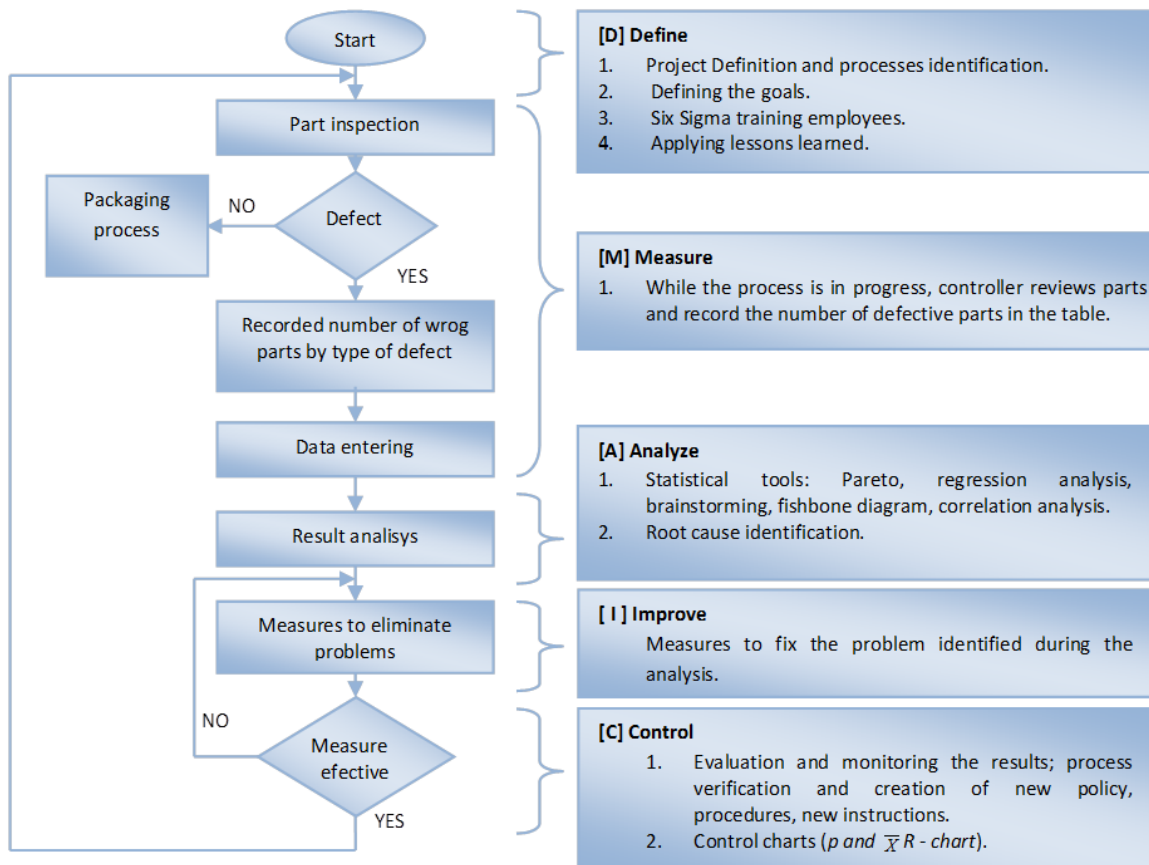 Start
Part inspection
Defect
NO
Packaging
process
YES
Recorded number of wrog
parts by type of defect
Data entering
Result analisys
Measures to eliminate
problems
NO
Measure
efective
YES
[D] Define
1. Project Definition and processes identification.
2. Defining the goals.
3. Six Sigma training employees.
4. Applying lessons learned.
[M] Measure
1. While the process is in progress, controller reviews parts
and record the number of defective parts in the table.
[A] Analyze
1. Statistical tools: Pareto, regression analysis,
brainstorming, fishbone diagram, correlation analysis.
2. Root cause identification.
[ I ] Improve
Measures to fix the problem identified during the
analysis.
[C] Control
1. Evaluation and monitoring the results; process
verification and creation of new policy,
procedures, new instructions.
2. Control charts (p and X̅ R - chart).